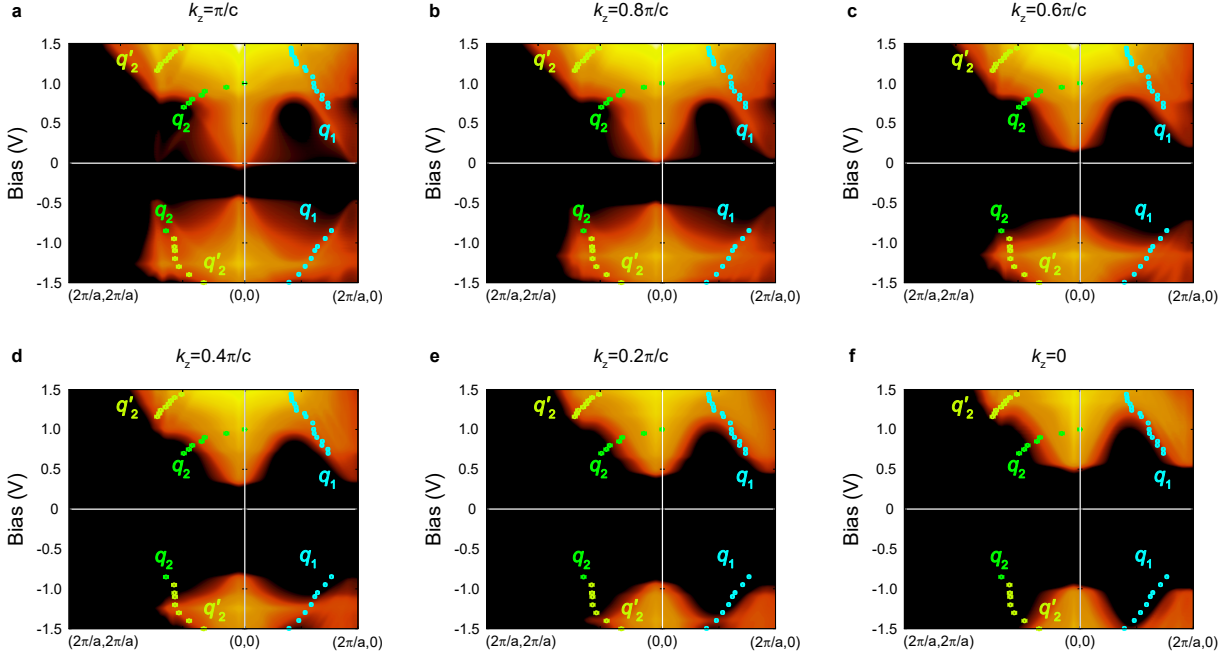 a
k_z=π/c
b
k_z=0.8π/c
c
k_z=0.6π/c
Bias (V)
1.5
1.0
0.5
0
-0.5
-1.0
-1.5
q'₂
q₂
q₁
q₂
q'₂
q₁
(2π/a,2π/a)
(0,0)
(2π/a,0)
Bias (V)
1.5
1.0
0.5
0
-0.5
-1.0
-1.5
q'₂
q₂
q₁
q₂
q'₂
q₁
(2π/a,2π/a)
(0,0)
(2π/a,0)
Bias (V)
1.5
1.0
0.5
0
-0.5
1.0
-1.5
q'₂
q₂
q₁
q₂
q'₂
q₁
(2π/a,2π/a)
(0,0)
(2π/a,0)
d
k_z=0.4π/c
e
k_z=0.2π/c
f
k_z=0
Bias (V)
1.5
1.0
0.5
0
-0.5
1.0
-1.5
q'₂
q₂
q₁
q₂
q'₂
q₁
(2π/a,2π/a)
(0,0)
(2π/a,0)
Bias (V)
1.5
1.0
0.5
0
-0.5
-1.0
-1.5
q'₂
q₂
q₁
q₂
q'₂
q₁
(2π/a,2π/a)
(0,0)
(2π/a,0)
Bias (V)
1.5
1.0
0.5
0
-0.5
1.0
-1.5
q'₂
q₂
q₁
q₂
q'₂
q₁
(2π/a,2π/a)
(0,0)
(2π/a,0)